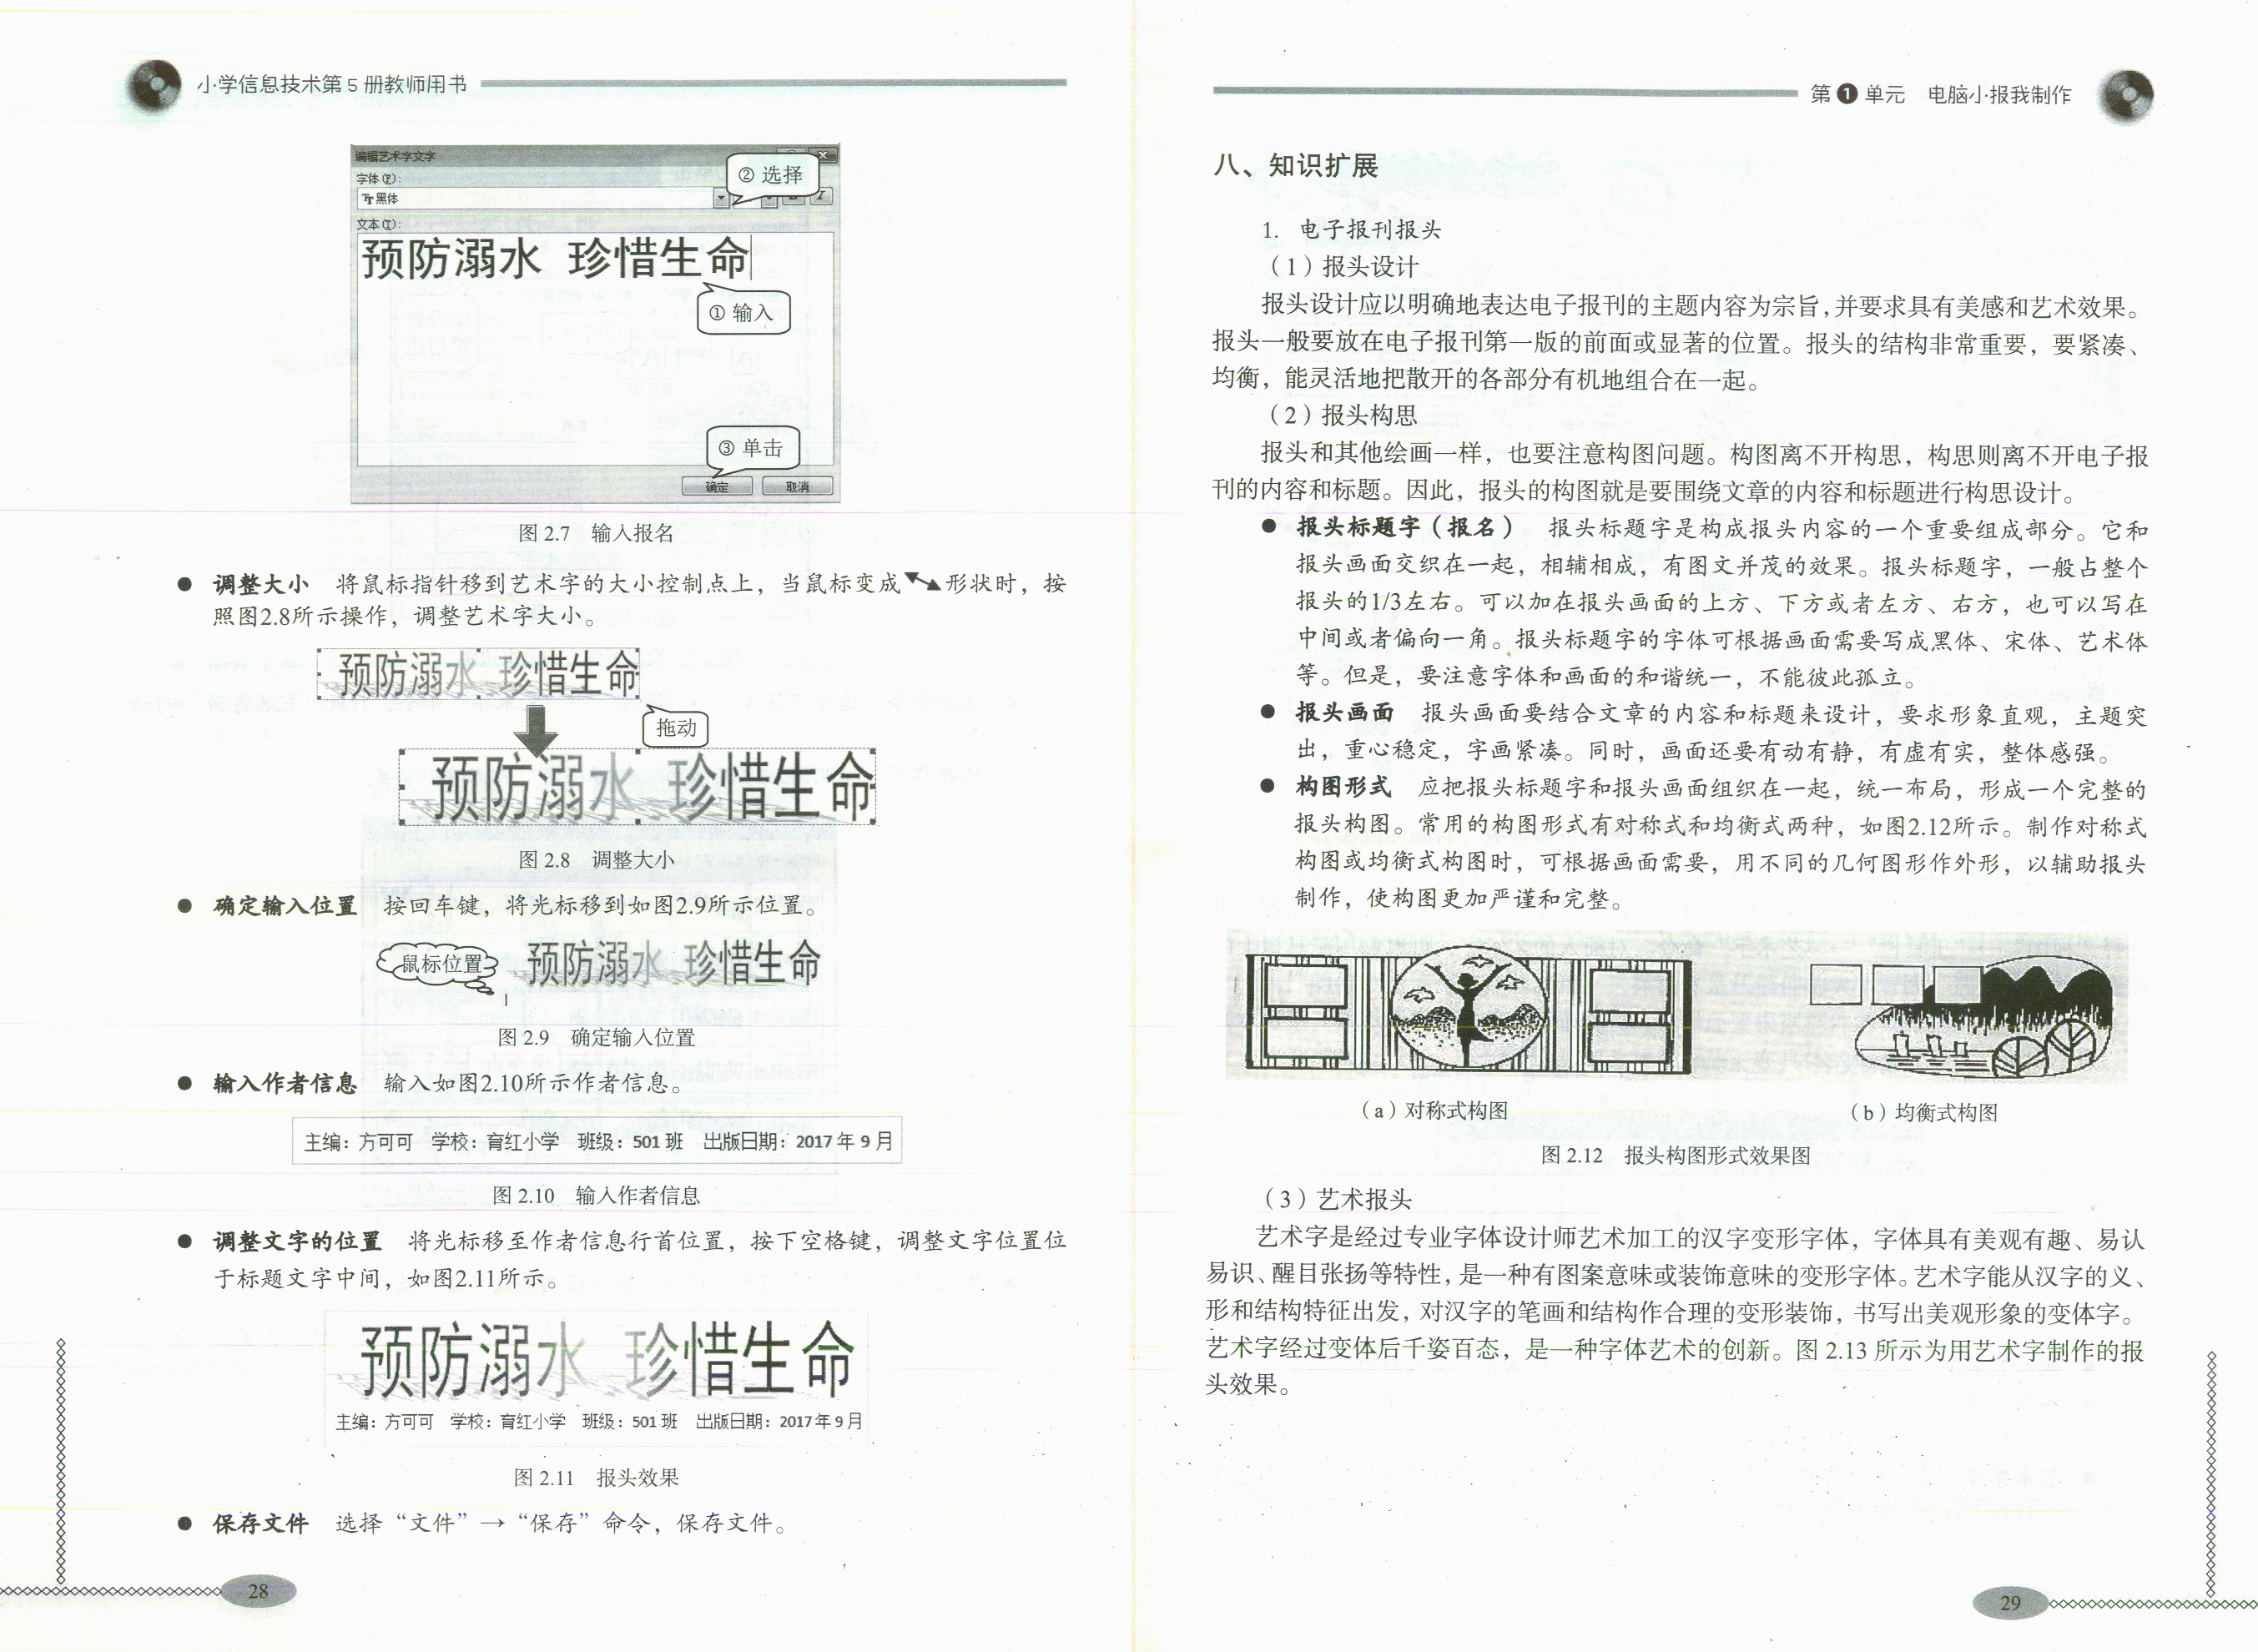 小学信息技术第5册教师用书
编辑艺术字文字
② 选择
字体(F):
黑体
文本(T):
预防溺水 珍惜生命
① 输入
③ 单击
确定 取消
图 2.7 输入报名
● 调整大小 将鼠标指针移到艺术字的大小控制点上，当鼠标变成形状时，按
照图2.8所示操作，调整艺术字大小。
预防溺水 珍惜生命
拖动
预防溺水 珍惜生命
图 2.8 调整大小
● 确定输入位置 按回车键，将光标移到如图2.9所示位置。
鼠标位置 预防溺水 珍惜生命
图 2.9 确定输入位置
● 输入作者信息 输入如图2.10所示作者信息。
主编：方可可 学校：育红小学 班级：501班 出版日期：2017年9月
图 2.10 输入作者信息
● 调整文字的位置 将光标移至作者信息行首位置，按下空格键，调整文字位置位
于标题文字中间，如图2.11所示。
预防溺水 珍惜生命
主编：方可可 学校：育红小学 班级：501班 出版日期：2017年9月
图 2.11 报头效果
● 保存文件 选择“文件”→“保存”命令，保存文件。
28
第1单元 电脑小报我制作
八、知识扩展
1. 电子报刊报头
（1）报头设计
报头设计应以明确地表达电子报刊的主题内容为宗旨，并要求具有美感和艺术效果。
报头一般要放在电子报刊第一版的前面或显著的位置。报头的结构非常重要，要紧凑、
均衡，能灵活地把散开的各部分有机地组合在一起。
（2）报头构思
报头和其他绘画一样，也要注意构图问题。构图离不开构思，构思则离不开电子报
刊的内容和标题。因此，报头的构图就是要围绕文章的内容和标题进行构思设计。
● 报头标题字（报名） 报头标题字是构成报头内容的一个重要组成部分。它和
报头画面交织在一起，相辅相成，有图文并茂的效果。报头标题字，一般占整个
报头的1/3左右。可以加在报头画面的上方、下方或者左方、右方，也可以写在
中间或者偏向一角。报头标题字的字体可根据画面需要写成黑体、宋体、艺术体
等。但是，要注意字体和画面的和谐统一，不能彼此孤立。
● 报头画面 报头画面要结合文章的内容和标题来设计，要求形象直观，主题突
出，重心稳定，字画紧凑。同时，画面还要有动有静，有虚有实，整体感强。
● 构图形式 应把报头标题字和报头画面组织在一起，统一布局，形成一个完整的
报头构图。常用的构图形式有对称式和均衡式两种，如图2.12所示。制作对称式
构图或均衡式构图时，可根据画面需要，用不同的几何图形作外形，以辅助报头
制作，使构图更加严谨和完整。
（a）对称式构图 （b）均衡式构图
图 2.12 报头构图形式效果图
（3）艺术报头
艺术字是经过专业字体设计师艺术加工的汉字变形字体，字体具有美观有趣、易认
易识、醒目张扬等特性，是一种有图案意味或装饰意味的变形字体。艺术字能从汉字的义、
形和结构特征出发，对汉字的笔画和结构作合理的变形装饰，书写出美观形象的变体字。
艺术字经过变体后千姿百态，是一种字体艺术的创新。图 2.13 所示为用艺术字制作的报
头效果。
29